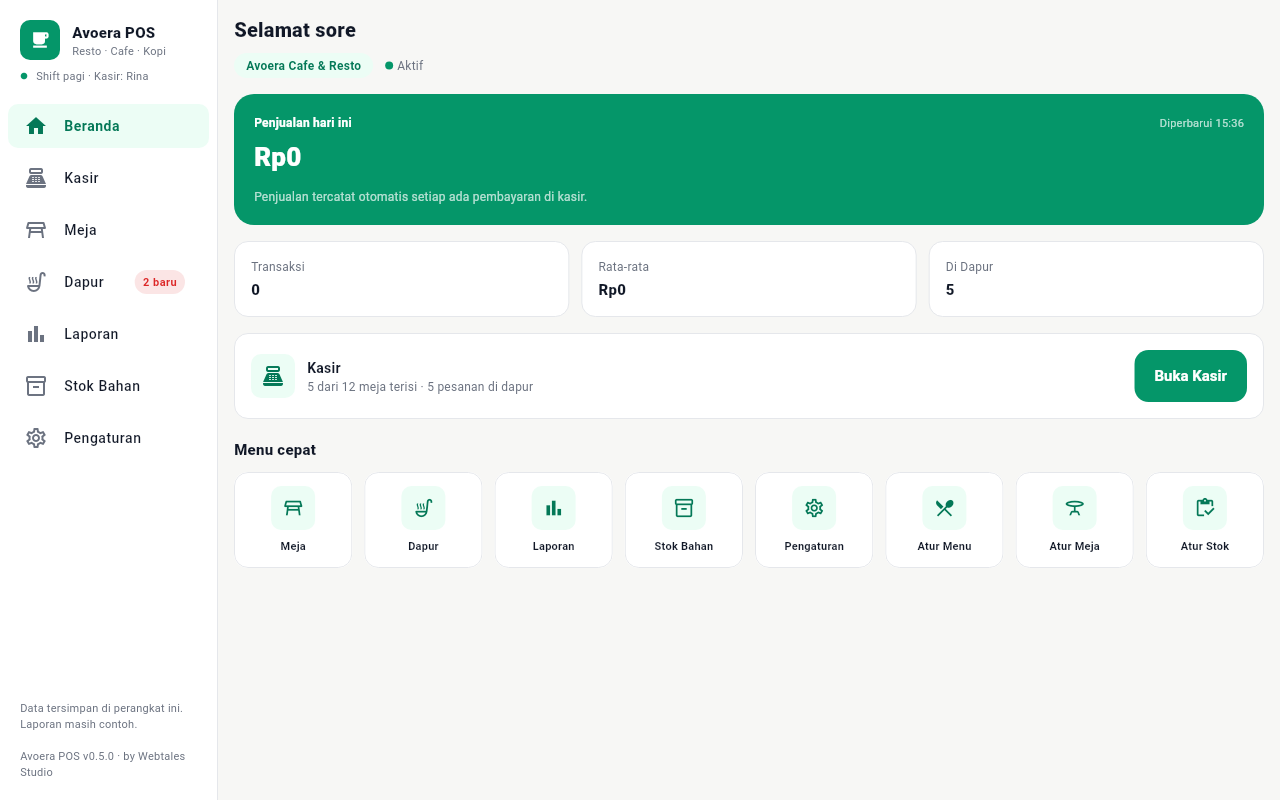 Avoera POS
Resto · Cafe · Kopi
Shift pagi · Kasir: Rina
Beranda
Kasir
Meja
Dapur
2 baru
Laporan
Stok Bahan
Pengaturan
Data tersimpan di perangkat ini.
Laporan masih contoh.
Avoera POS v0.5.0 · by Webtales
Studio
Selamat sore
Avoera Cafe & Resto
Aktif
Penjualan hari ini
Diperbarui 15:36
Rp0
Penjualan tercatat otomatis setiap ada pembayaran di kasir.
Transaksi
0
Rata-rata
Rp0
Di Dapur
5
Kasir
5 dari 12 meja terisi · 5 pesanan di dapur
Buka Kasir
Menu cepat
Meja
Dapur
Laporan
Stok Bahan
Pengaturan
Atur Menu
Atur Meja
Atur Stok